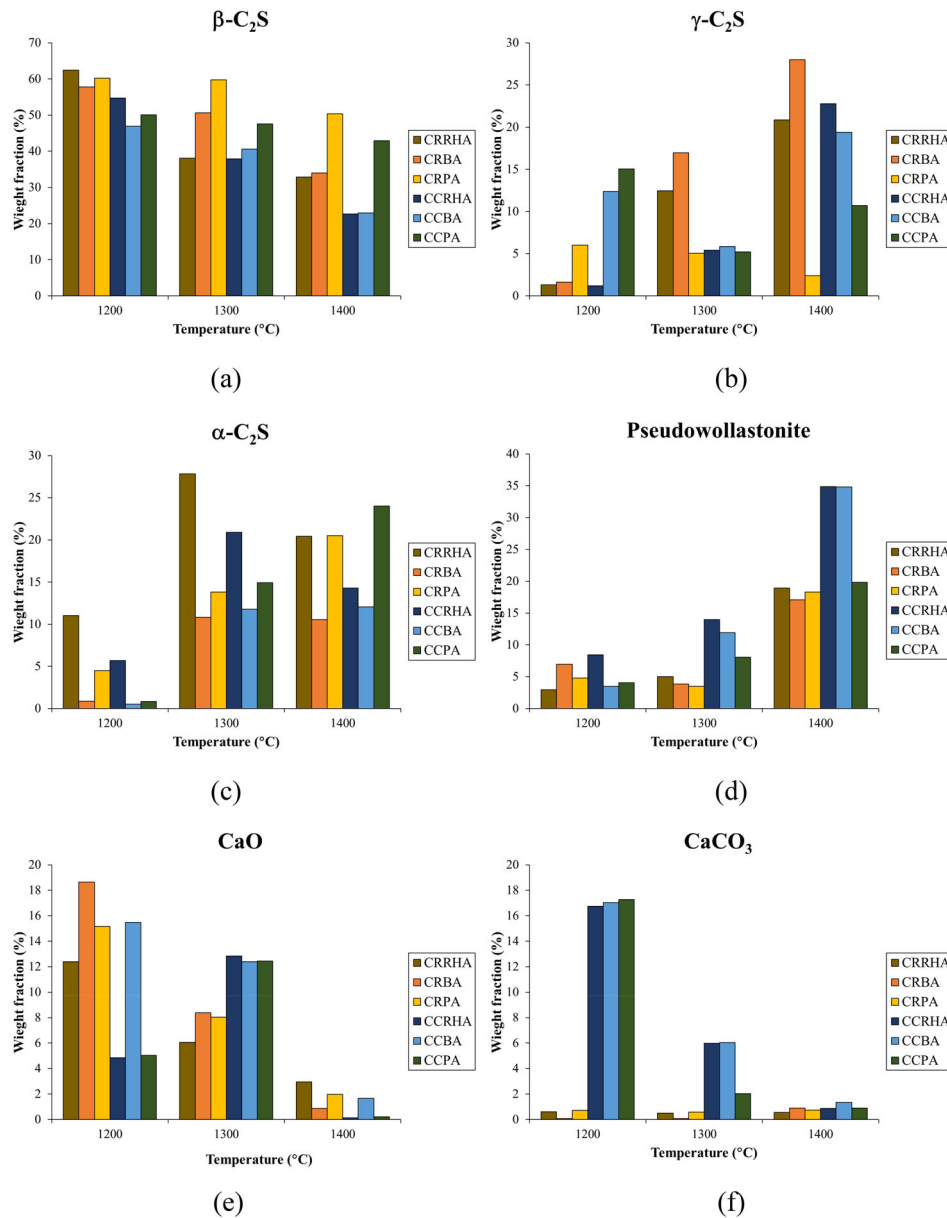 β-C₂S
70
60
50
40
30
20
10
0
Wieght fraction (%)
1200 1300 1400
Temperature (°C)
CRRHA
CRBA
CRPA
CCRHA
CCBA
CCPA
(a)
γ-C₂S
30
25
20
15
10
5
0
Wieght fraction (%)
1200 1300 1400
Temperature (°C)
CRRHA
CRBA
CRPA
CCRHA
CCBA
CCPA
(b)
α-C₂S
30
25
20
15
10
5
0
Wieght fraction (%)
1200 1300 1400
Temperature (°C)
CRRHA
CRBA
CRPA
CCRHA
CCBA
CCPA
(c)
Pseudowollastonite
40
35
30
25
20
15
10
5
0
Wieght fraction (%)
1200 1300 1400
Temperature (°C)
CRRHA
CRBA
CRPA
CCRHA
CCBA
CCPA
(d)
CaO
20
18
16
14
12
10
8
6
4
2
0
Wieght fraction (%)
1200 1300 1400
Temperature (°C)
CRRHA
CRBA
CRPA
CCRHA
CCBA
CCPA
(e)
CaCO₃
20
18
16
14
12
10
8
6
4
2
0
Wieght fraction (%)
1200 1300 1400
Temperature (°C)
CRRHA
CRBA
CRPA
CCRHA
CCBA
CCPA
(f)